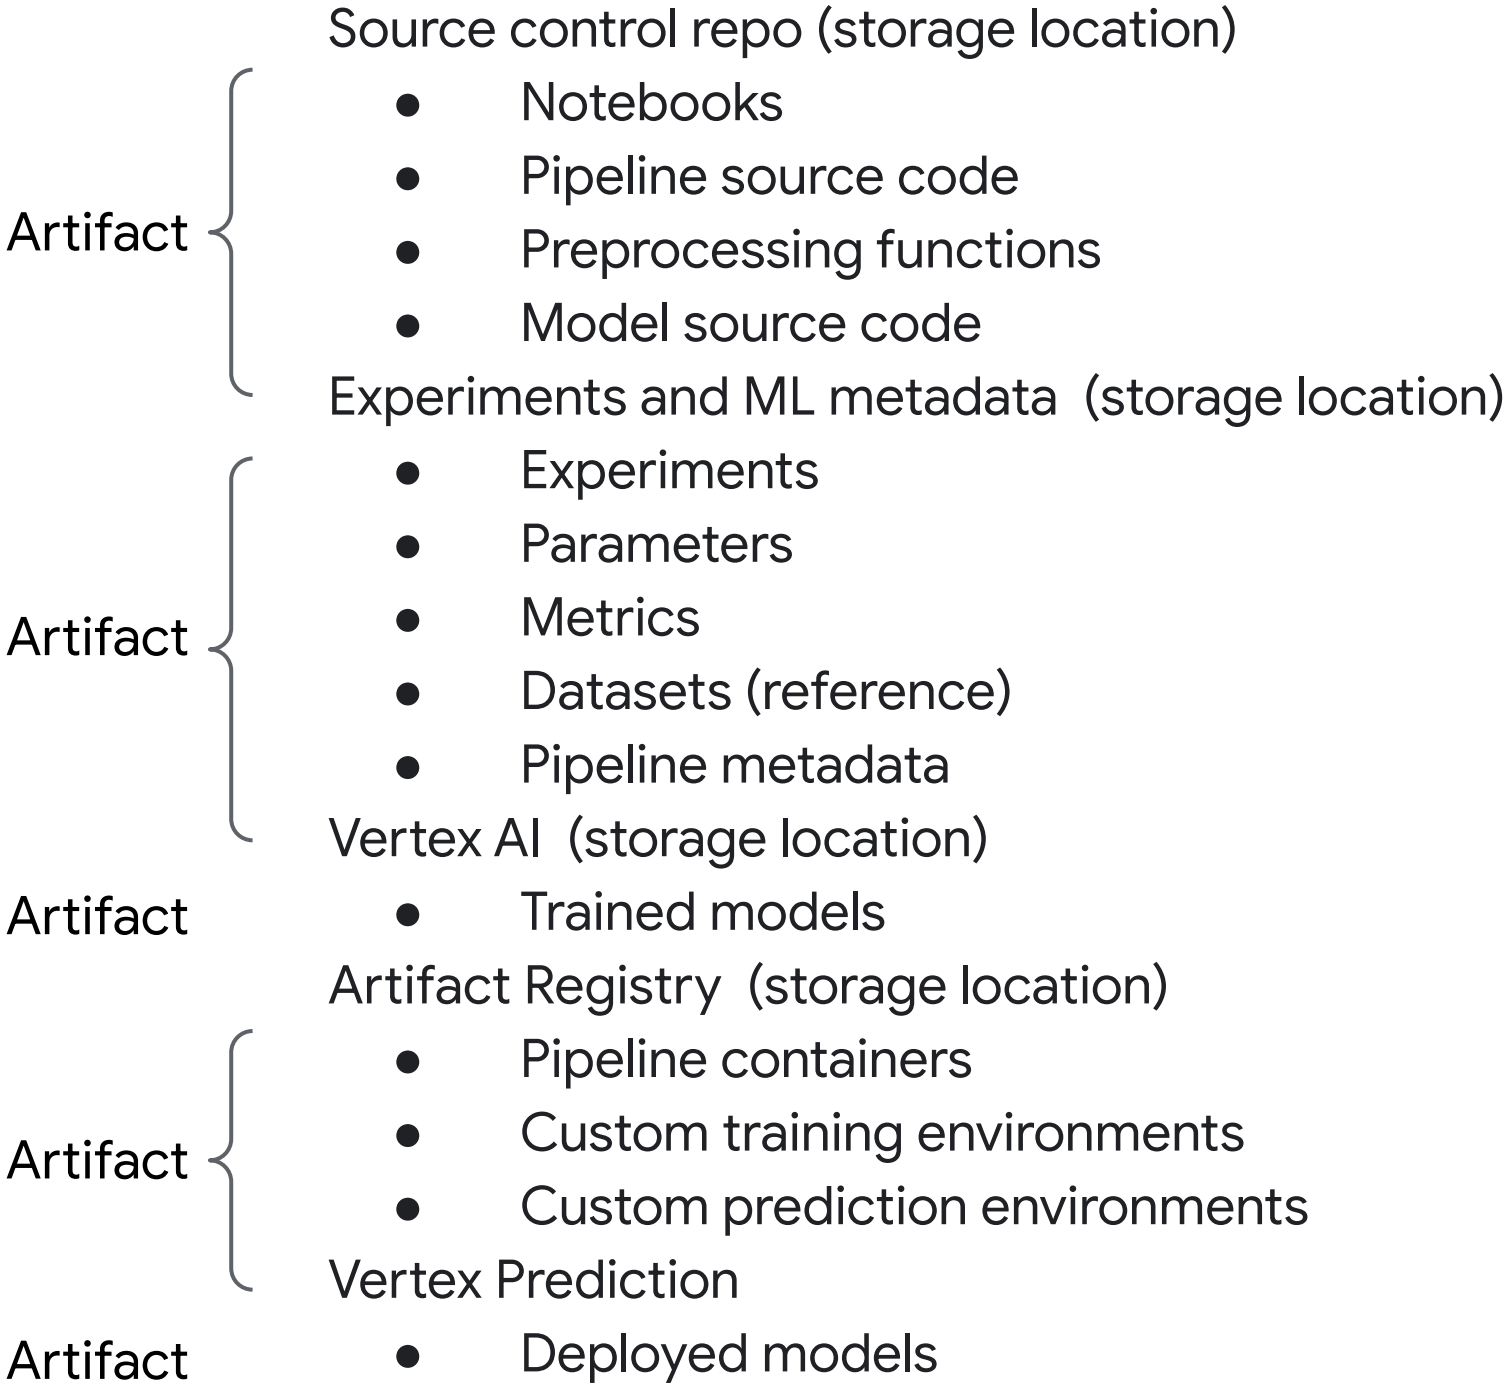 Source control repo (storage location)
● Notebooks
● Pipeline source code
Artifact ● Preprocessing functions
● Model source code
Experiments and ML metadata (storage location)
● Experiments
● Parameters
Artifact ● Metrics
● Datasets (reference)
● Pipeline metadata
Vertex AI (storage location)
Artifact ● Trained models
Artifact Registry (storage location)
● Pipeline containers
Artifact ● Custom training environments
● Custom prediction environments
Vertex Prediction
Artifact ● Deployed models